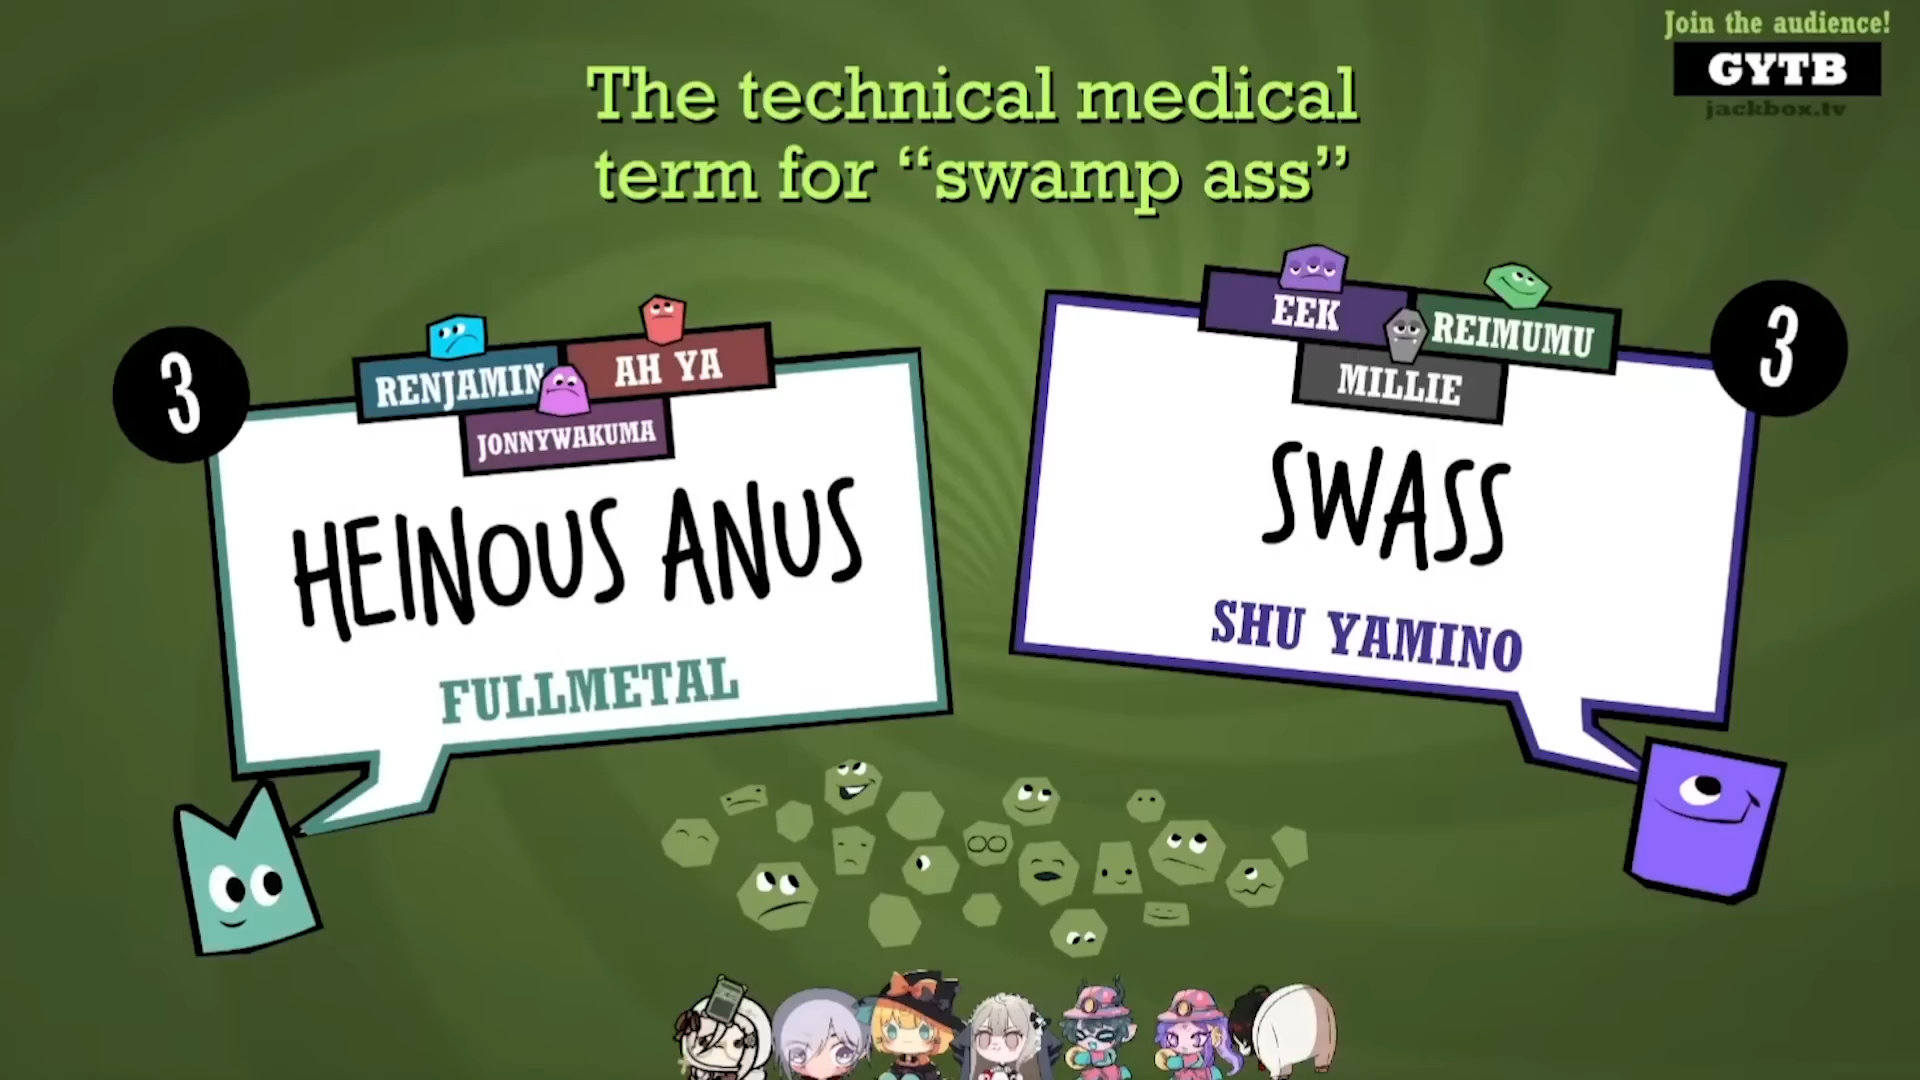 Join the audience!
GYTB
jackbox.tv
The technical medical
term for “swamp ass”
3
RENJAMIN
AH YA
JONNYWAKUMA
HEINOUS ANUS
FULLMETAL
EEK
REIMUMU
MILLIE
3
SWASS
SHU YAMINO